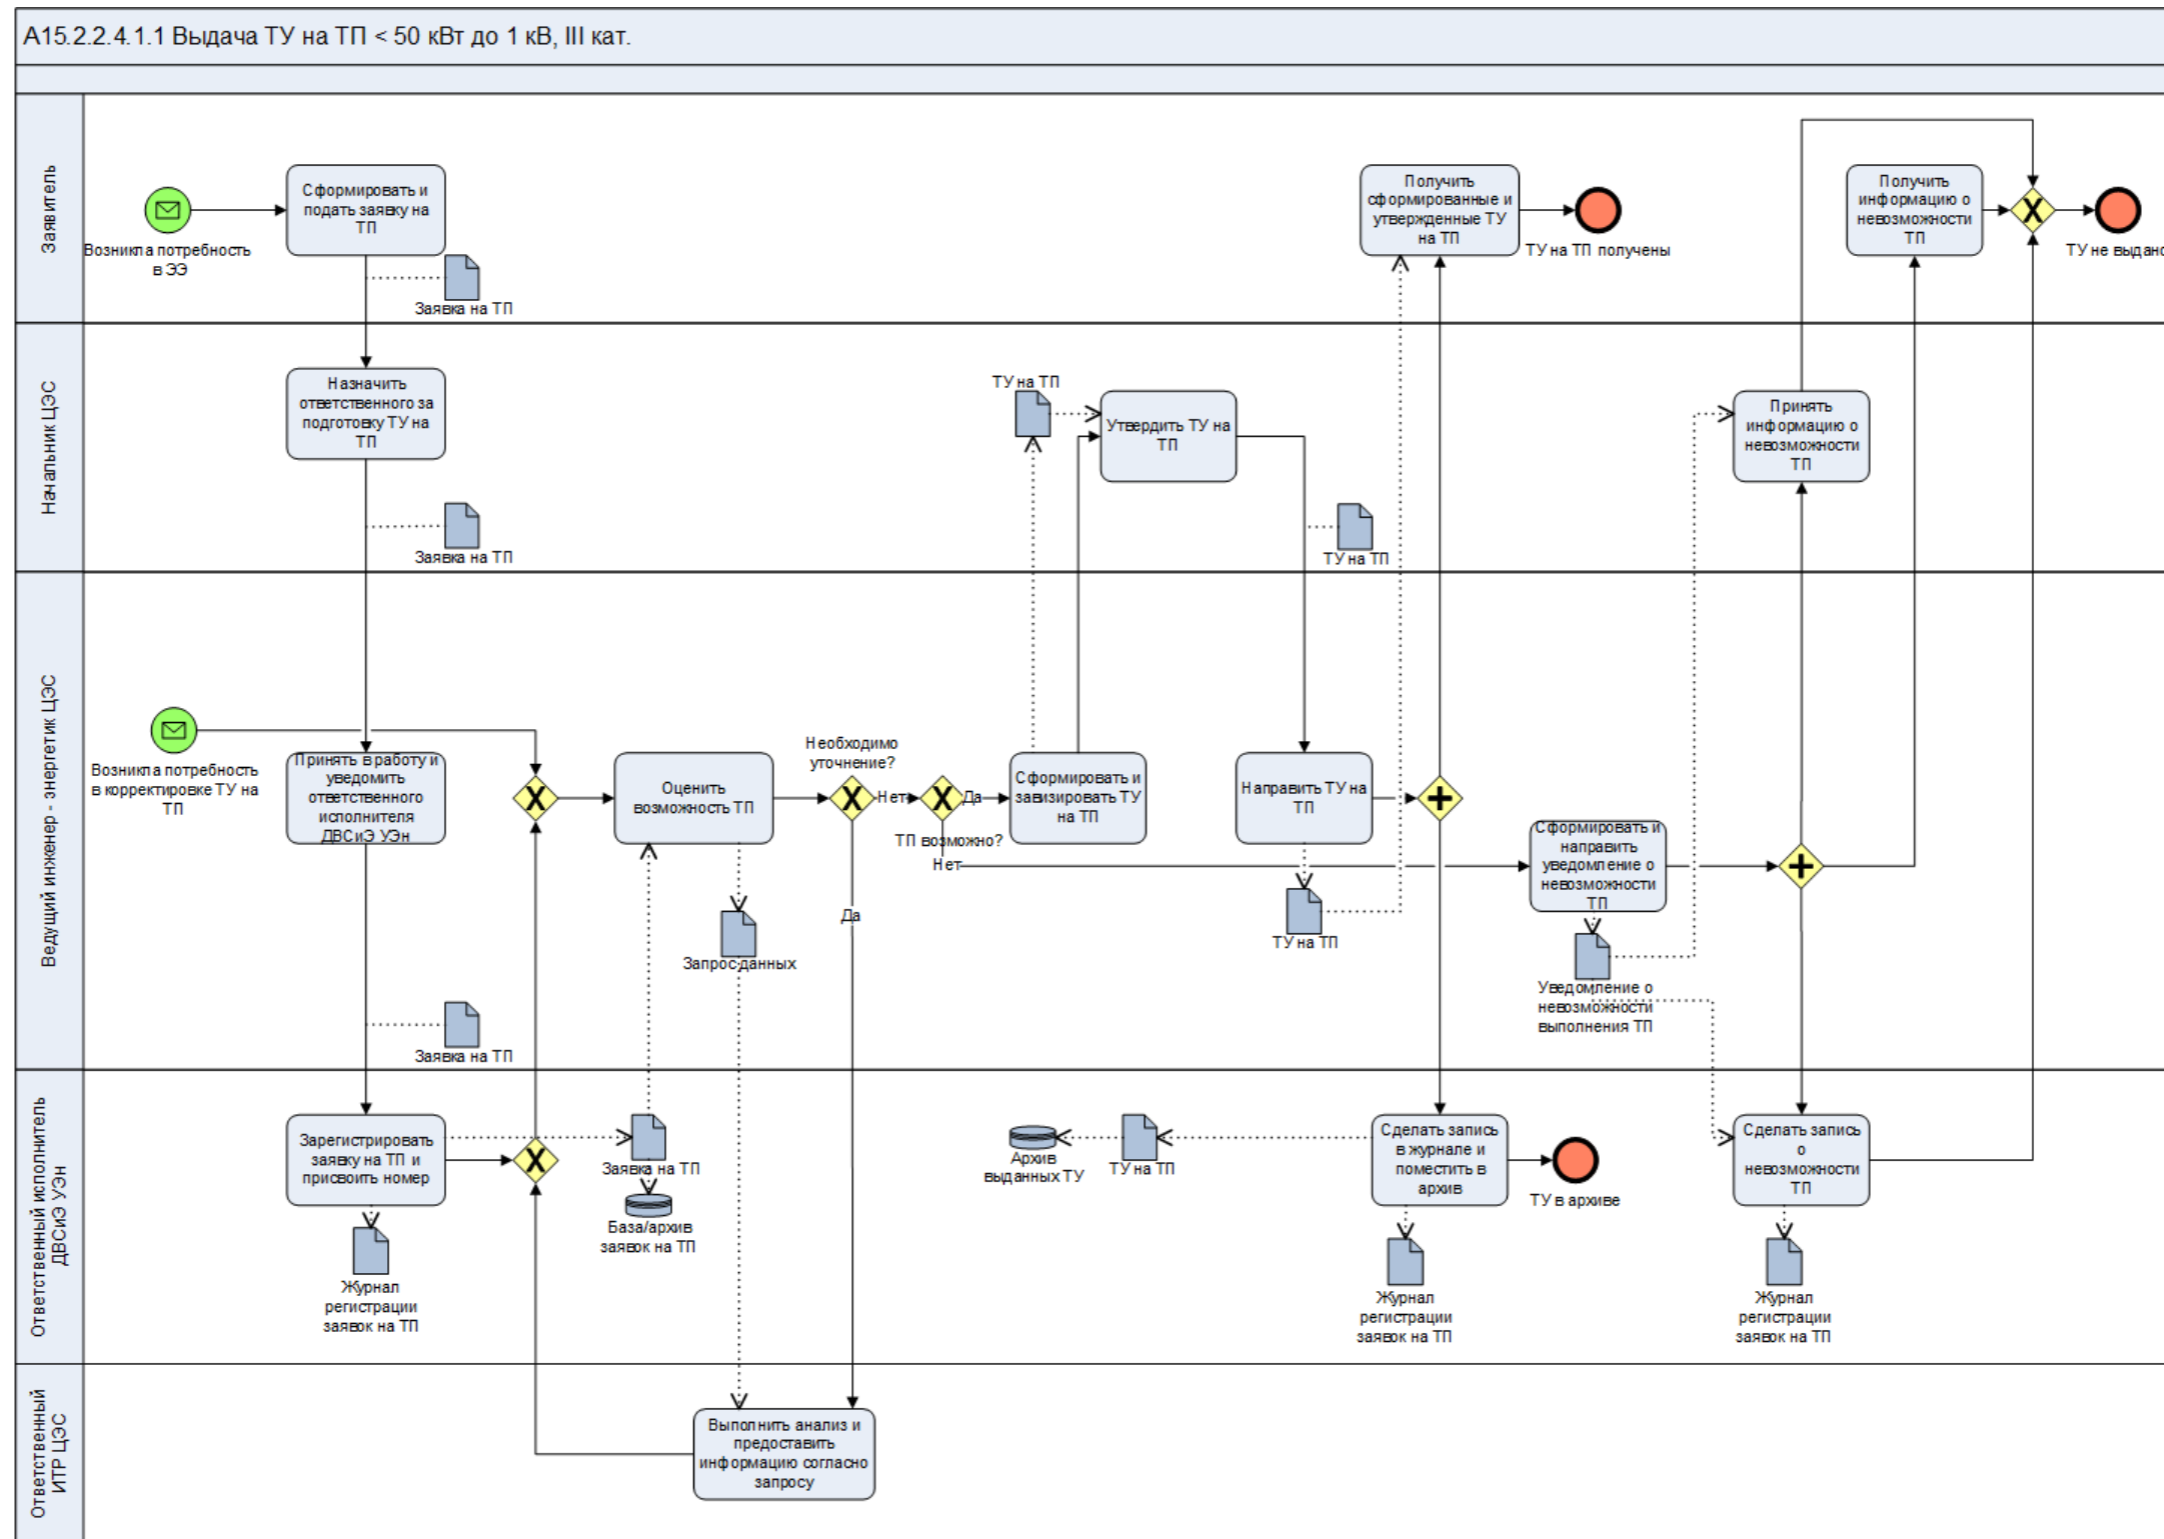 А15.2.2.4.1.1 Выдача ТУ на ТП < 50 кВт до 1 кВ, III кат.
Заявитель
Возникла потребность
в ЭЭ
Сформировать и
подать заявку на
ТП
Заявка на ТП
Получить
сформированные и
утвержденные ТУ
на ТП
ТУ на ТП получены
Получить
информацию о
невозможности
ТП
X
ТУ не выдано
Начальник ЦЭС
Назначить
ответственного за
подготовку ТУ на
ТП
Заявка на ТП
ТУ на ТП
Утвердить ТУ на
ТП
ТУ на ТП
Принять
информацию о
невозможности
ТП
Ведущий инженер - энергетик ЦЭС
Возникла потребность
в корректировке ТУ на
ТП
Принять в работу и
уведомить
ответственного
исполнителя
ДВСиЭ УЭн
Заявка на ТП
X
Оценить
возможность ТП
Запрос данных
Необходимо
уточнение?
X
Нет
Да
X
ТП возможно?
Да
Нет
Сформировать и
завизировать ТУ
на ТП
Направить ТУ на
ТП
ТУ на ТП
+
Сформировать и
направить
уведомление о
невозможности
ТП
Уведомление о
невозможности
выполнения ТП
+
Ответственный исполнитель
ДВСиЭ УЭн
Зарегистрировать
заявку на ТП и
присвоить номер
Журнал
регистрации
заявок на ТП
X
Заявка на ТП
База/архив
заявок на ТП
Архив
выданных ТУ
ТУ на ТП
Сделать запись
в журнале и
поместить в
архив
ТУ в архиве
Журнал
регистрации
заявок на ТП
Сделать запись
о
невозможности
ТП
Журнал
регистрации
заявок на ТП
Ответственный
ИТР ЦЭС
Выполнить анализ и
предоставить
информацию согласно
запросу